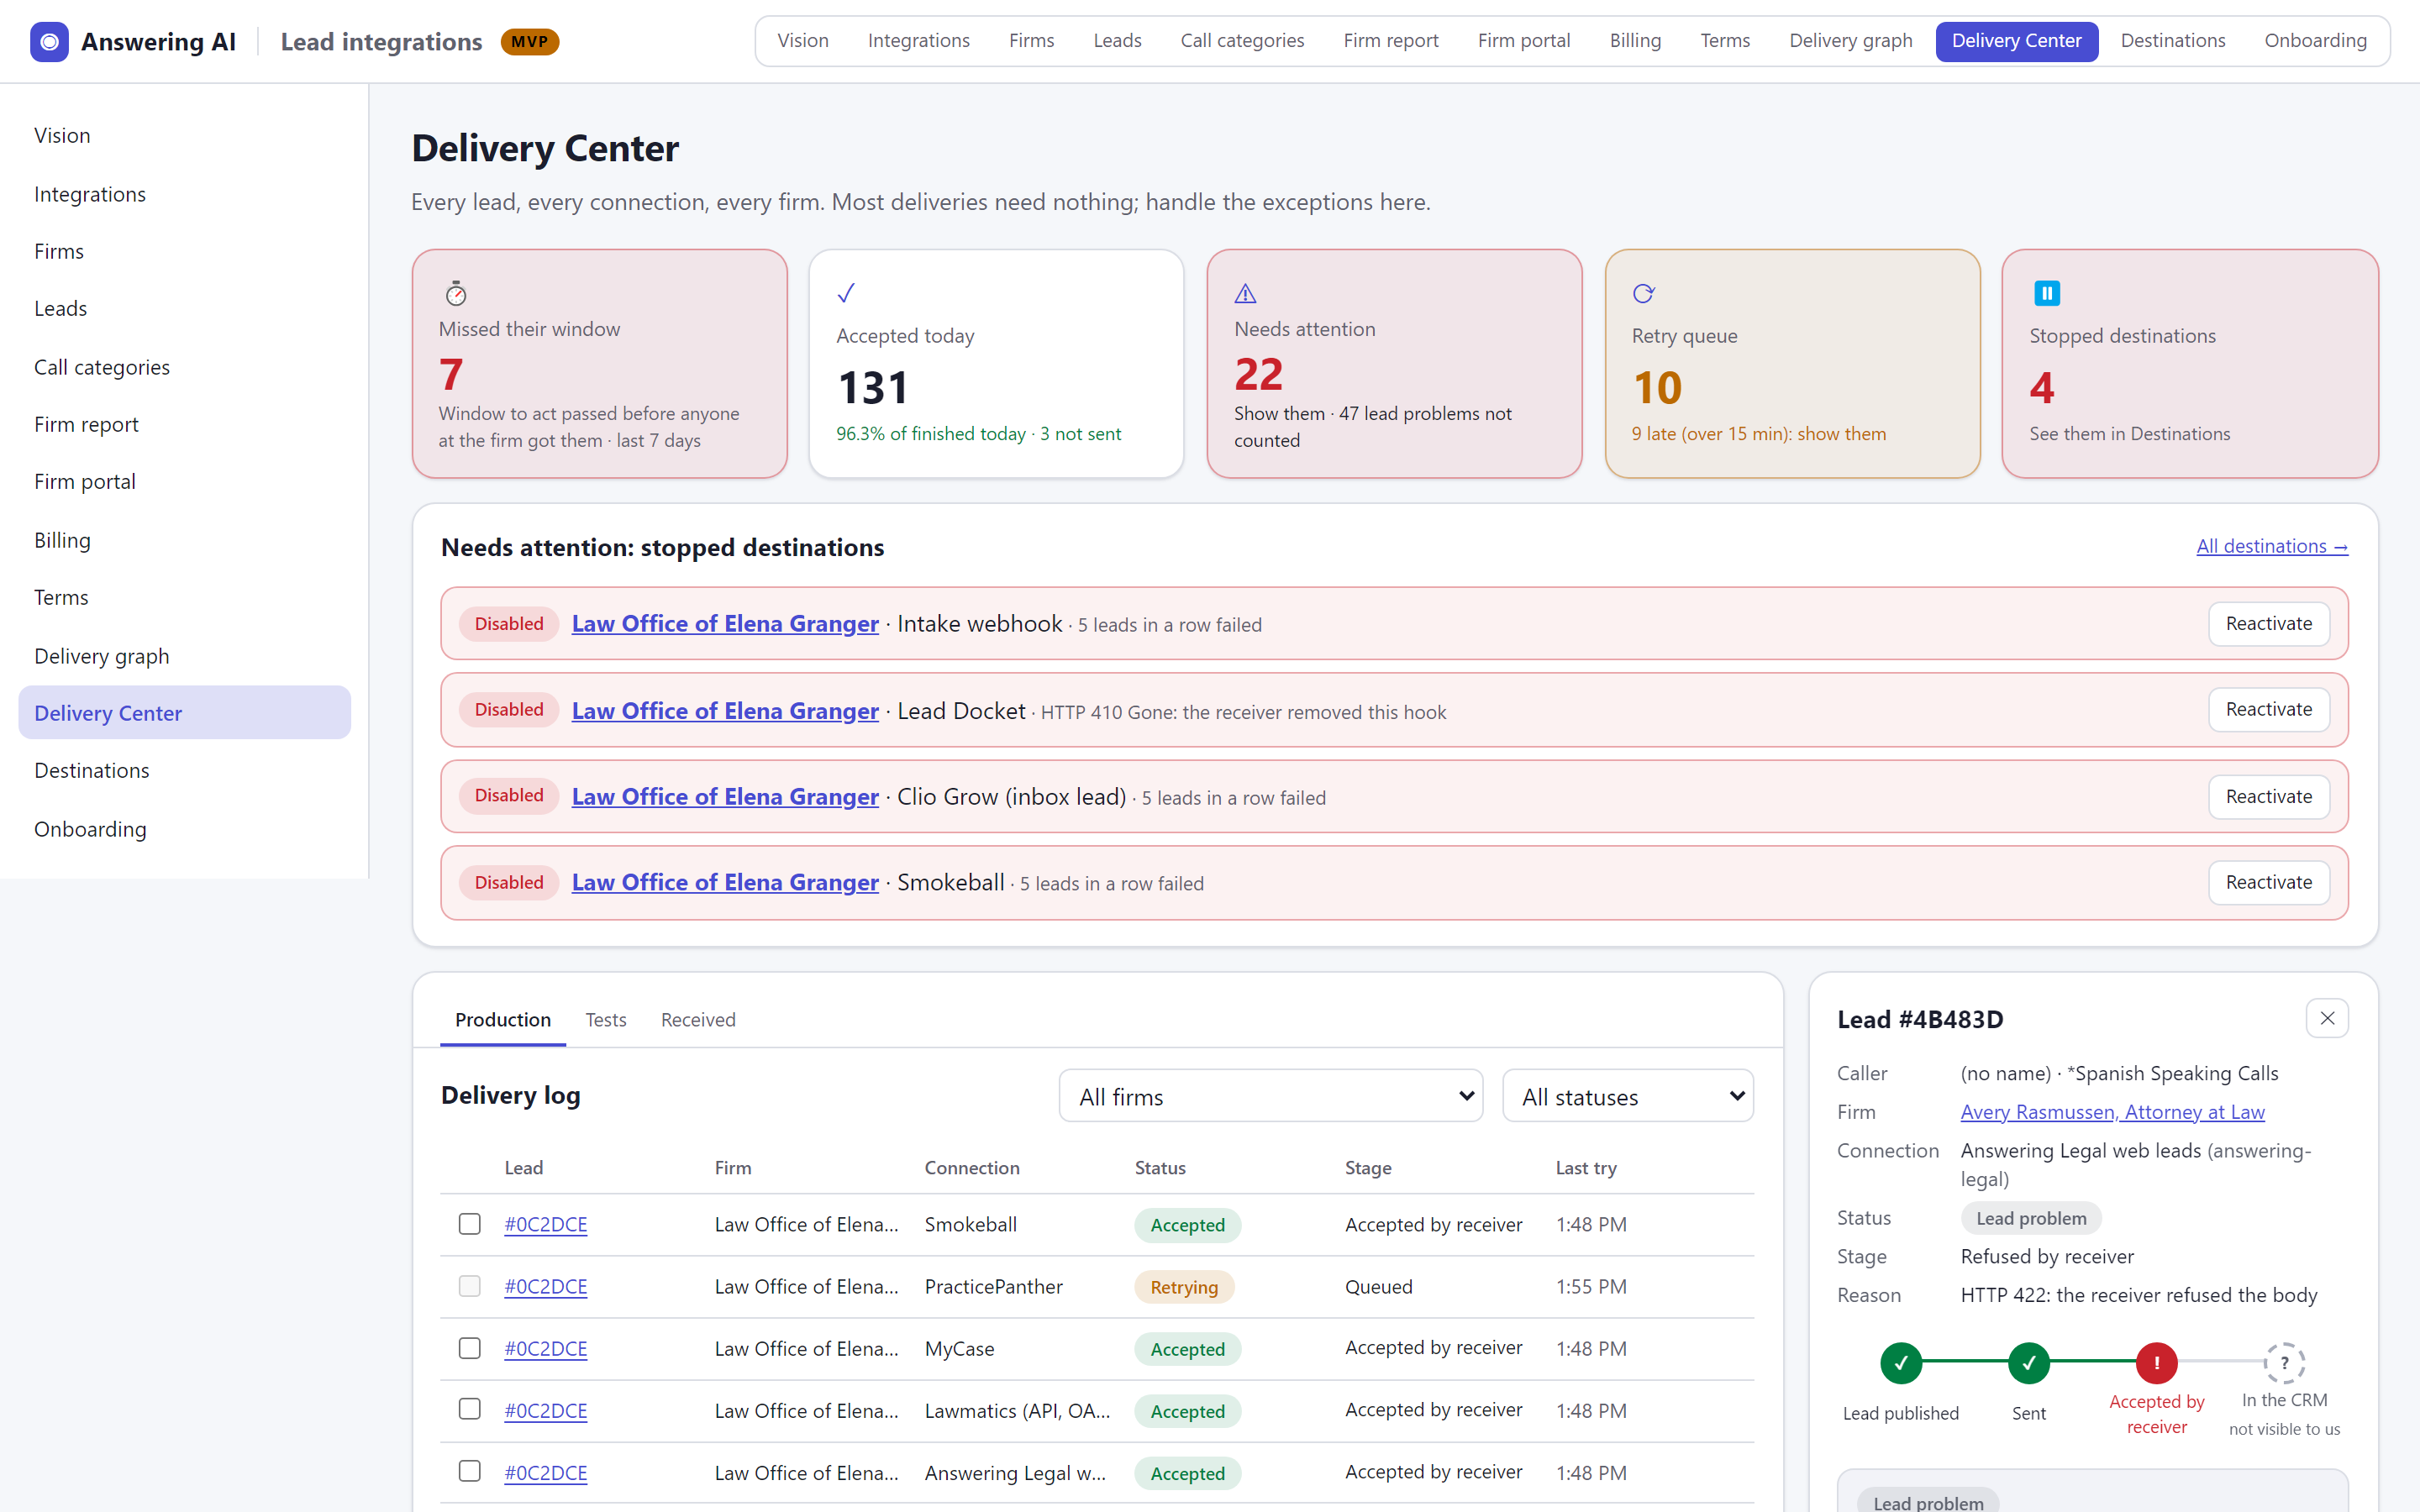 Answering AI
Lead integrations
MVP
Vision
Integrations
Firms
Leads
Call categories
Firm report
Firm portal
Billing
Terms
Delivery graph
Delivery Center
Destinations
Onboarding
Vision
Integrations
Firms
Leads
Call categories
Firm report
Firm portal
Billing
Terms
Delivery graph
Delivery Center
Destinations
Onboarding
Delivery Center
Every lead, every connection, every firm. Most deliveries need nothing; handle the exceptions here.
Missed their window
7
Window to act passed before anyone
at the firm got them · last 7 days
Accepted today
131
96.3% of finished today · 3 not sent
Needs attention
22
Show them · 47 lead problems not
counted
Retry queue
10
9 late (over 15 min): show them
Stopped destinations
4
See them in Destinations
Needs attention: stopped destinations
All destinations →
Disabled Law Office of Elena Granger · Intake webhook · 5 leads in a row failed Reactivate
Disabled Law Office of Elena Granger · Lead Docket · HTTP 410 Gone: the receiver removed this hook Reactivate
Disabled Law Office of Elena Granger · Clio Grow (inbox lead) · 5 leads in a row failed Reactivate
Disabled Law Office of Elena Granger · Smokeball · 5 leads in a row failed Reactivate
Production Tests Received
Delivery log
All firms
All statuses
Lead Firm Connection Status Stage Last try
#0C2DCE Law Office of Elena... Smokeball Accepted Accepted by receiver 1:48 PM
#0C2DCE Law Office of Elena... PracticePanther Retrying Queued 1:55 PM
#0C2DCE Law Office of Elena... MyCase Accepted Accepted by receiver 1:48 PM
#0C2DCE Law Office of Elena... Lawmatics (API, OA... Accepted Accepted by receiver 1:48 PM
#0C2DCE Law Office of Elena... Answering Legal w... Accepted Accepted by receiver 1:48 PM
Lead #4B483D
Caller (no name) · *Spanish Speaking Calls
Firm Avery Rasmussen, Attorney at Law
Connection Answering Legal web leads (answering-
legal)
Status Lead problem
Stage Refused by receiver
Reason HTTP 422: the receiver refused the body
! ?
Lead published
Sent
Accepted by
receiver
In the CRM
not visible to us
Lead problem